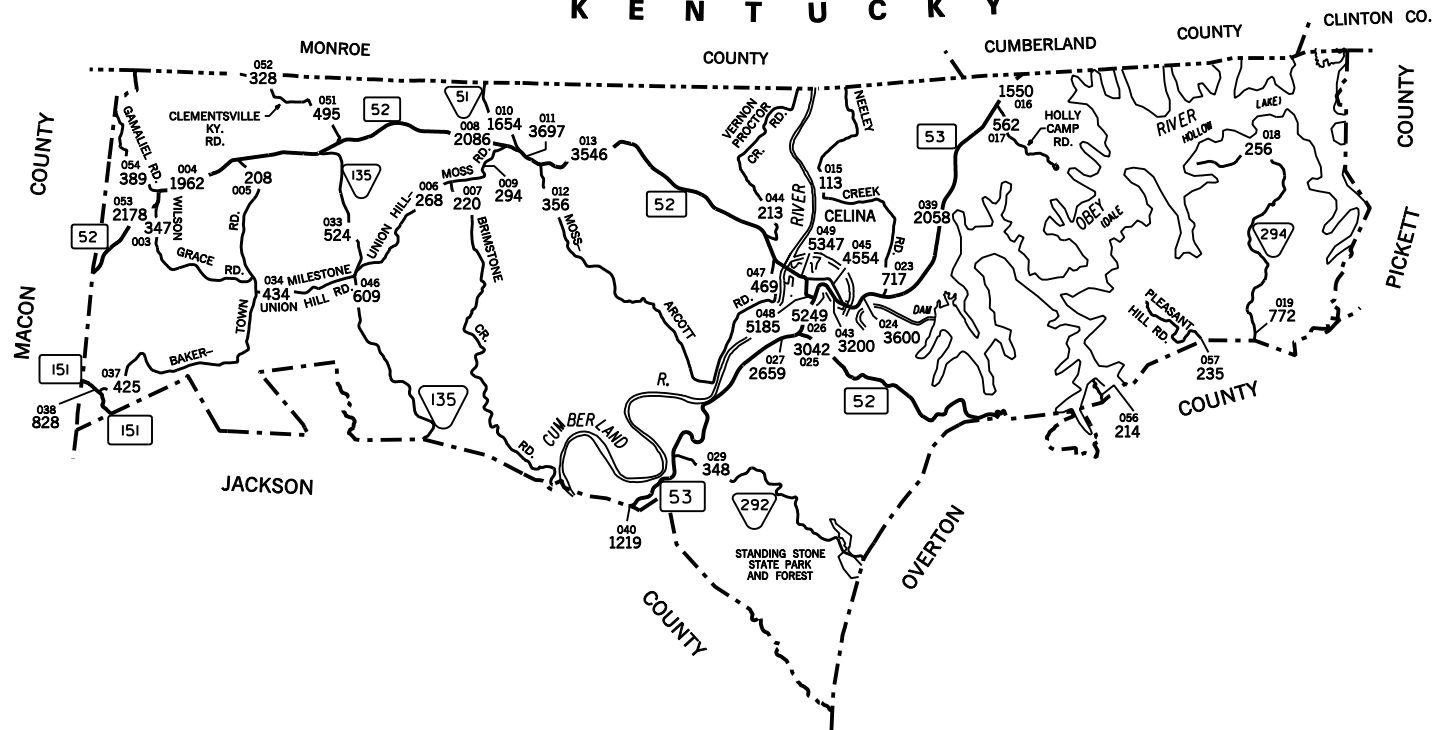 K E N T U C K Y
CLINTON CO.
MONROE
COUNTY
CUMBERLAND
COUNTY
COUNTY
COUNTY
052
328
051
495
CLEMENTSVILLE
KY.
RD.
52
51
010
1654
011
3697
008
2086
013
3546
GAMALIEL RD.
054
389
004
1962
208
005
135
MOSS RD.
006
268
007
220
009
294
012
356
053
2178
347
003
WILSON
GRACE RD.
RD.
TOWN
BAKER–
52
033
524
UNION HILL–
034
434
MILESTONE
UNION HILL RD.
046
609
BRIMSTONE
CR.
RD.
MOSS–
ARCOTT
RD.
52
VERNON
PROCTOR
CR.
RD.
RIVER
NEELEY
CREEK
RD.
015
113
044
213
CELINA
049
5347
045
4554
023
717
039
2058
53
1550
016
562
017
HOLLY
CAMP
RD.
RIVER
HOLLOW
LAKE
018
256
OBEY
DALE
294
PICKETT
MACON
047
469
048
5185
5249
026
043
3200
024
3600
DAM
3042
025
027
2659
PLEASANT
HILL RD.
019
772
057
235
COUNTY
056
214
52
151
037
425
038
828
151
135
R.
CUMBERLAND
JACKSON
029
348
53
292
040
1219
STANDING STONE
STATE PARK
AND FOREST
OVERTON
COUNTY